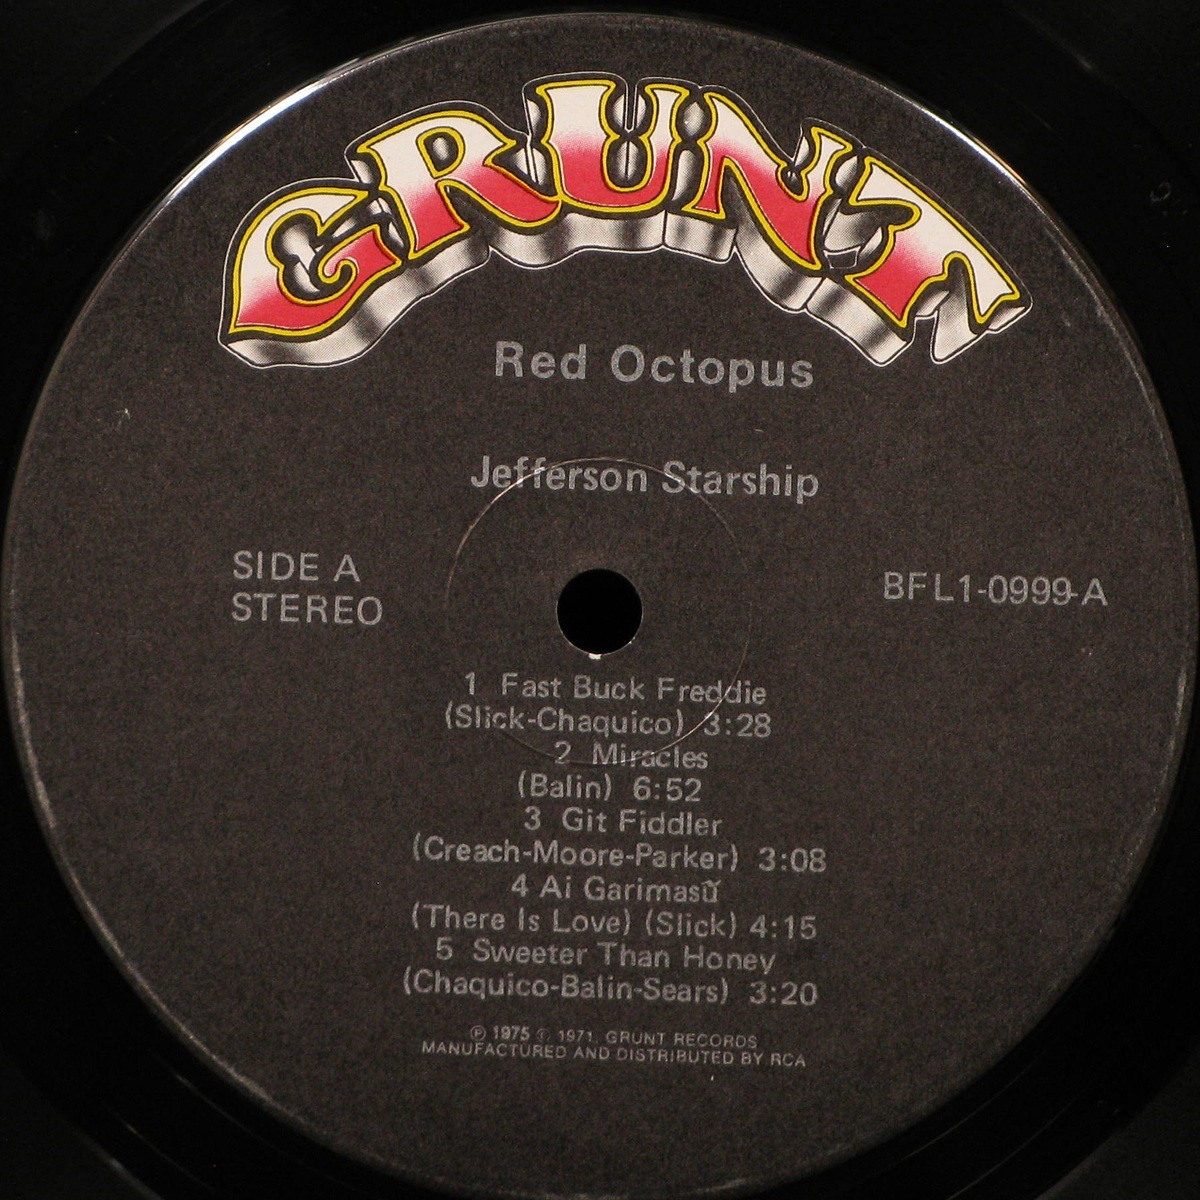 GRUNT
Red Octopus
Jefferson Starship
SIDE A
STEREO
BFL1-0999-A
1 Fast Buck Freddie
(Slick-Chaquico) 3:28
2 Miracles
(Balin) 6:52
3 Git Fiddler
(Creach-Moore-Parker) 3:08
4 Ai Garimasũ
(There Is Love) (Slick) 4:15
5 Sweeter Than Honey
(Chaquico-Balin-Sears) 3:20
℗ 1975 © 1971, GRUNT RECORDS
MANUFACTURED AND DISTRIBUTED BY RCA